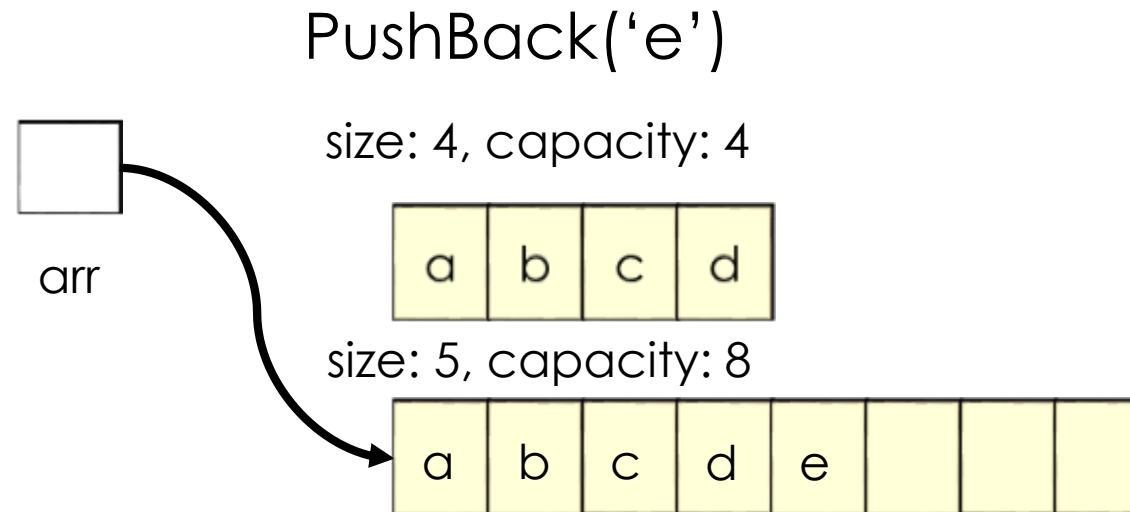 PushBack(‘e’)
size: 4, capacity: 4
arr
a b c d
size: 5, capacity: 8
a b c d e